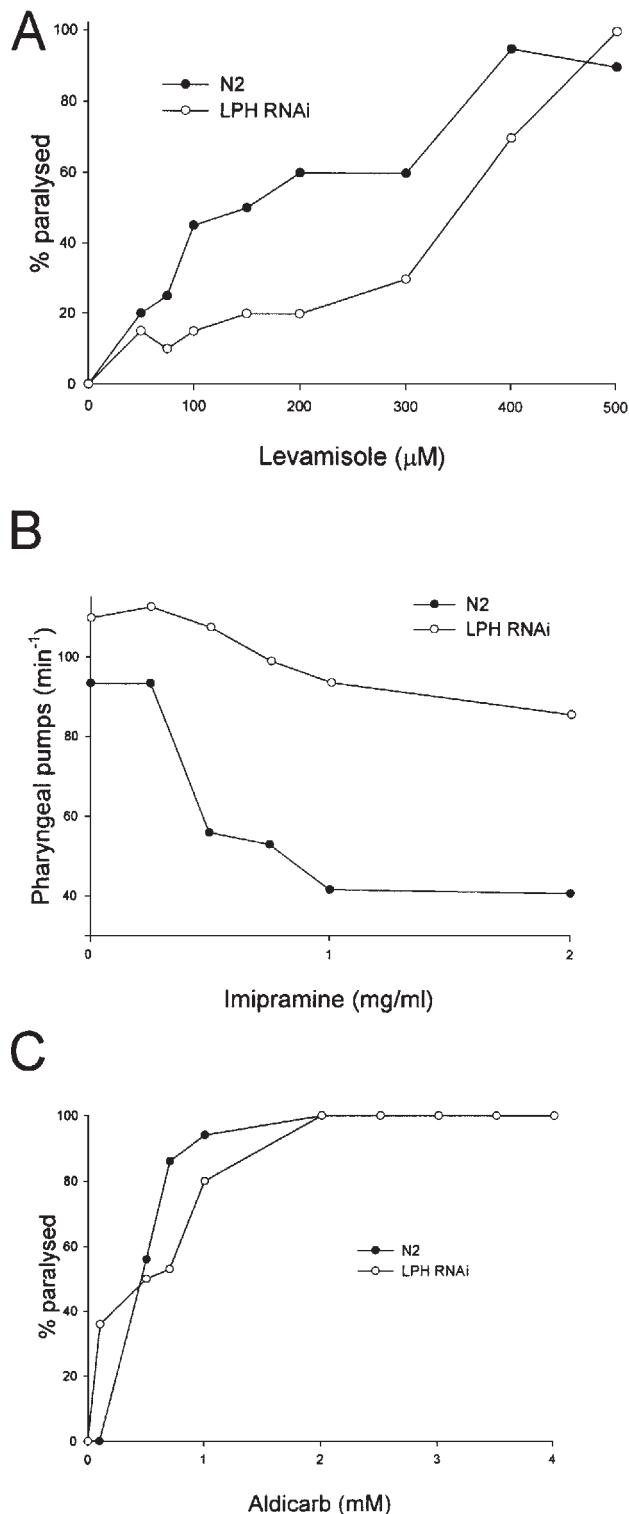 A
100
80
60
40
20
0
% paralysed
N2
LPH RNAi
0 100 200 300 400 500
Levamisole (µM)
B
100
80
60
40
Pharyngeal pumps (min-1)
N2
LPH RNAi
0 1 2
Imipramine (mg/ml)
C
100
80
60
40
20
0
% paralysed
N2
LPH RNAi
0 1 2 3 4
Aldicarb (mM)